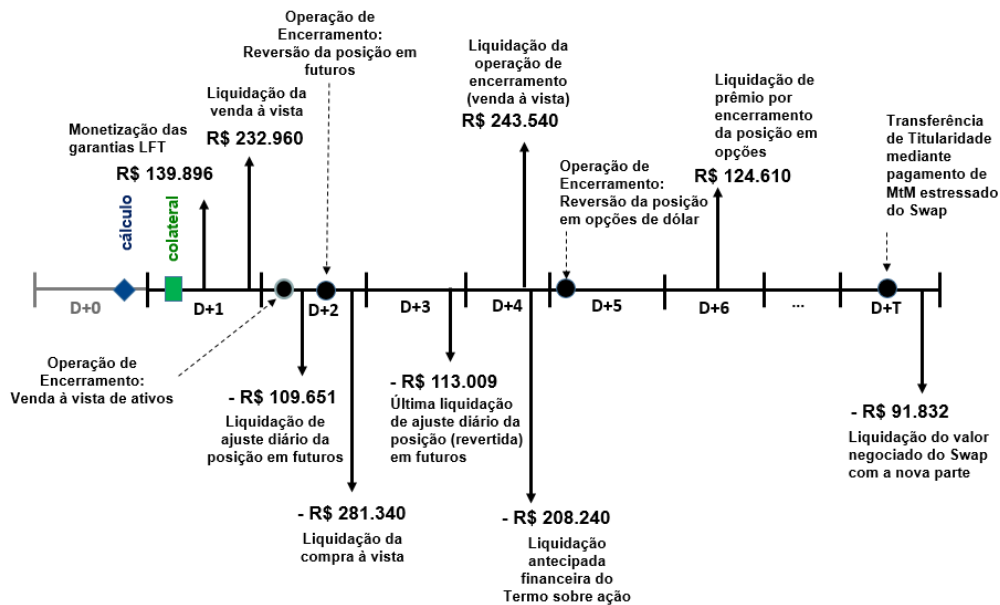 Operação de
Encerramento:
Reversão da posição em
futuros
Liquidação da
venda à vista
R$ 232.960
Monetização das
garantias LFT
R$ 139.896
cálculo
colateral
Liquidação da
operação de
encerramento
(venda à vista)
R$ 243.540
Operação de
Encerramento:
Reversão da posição
em opções de dólar
Liquidação de
prêmio por
encerramento
da posição em
opções
R$ 124.610
Transferência
de Titularidade
mediante
pagamento de
MtM estressado
do Swap
D+0
D+1
D+2
D+3
D+4
D+5
D+6
...
D+T
Operação de
Encerramento:
Venda à vista de ativos
- R$ 109.651
Liquidação de
ajuste diário da
posição em futuros
- R$ 281.340
Liquidação da
compra à vista
- R$ 113.009
Última liquidação
de ajuste diário da
posição (revertida)
em futuros
- R$ 208.240
Liquidação
antecipada
financeira do
Termo sobre ação
- R$ 91.832
Liquidação do valor
negociado do Swap
com a nova parte